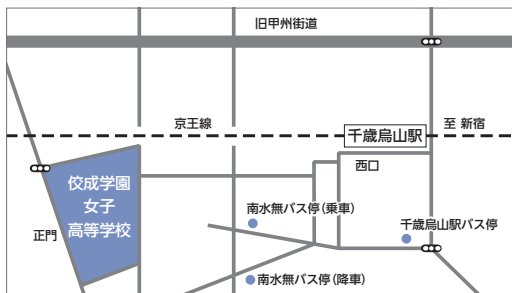 旧甲州街道
京王線
千歳烏山駅
至 新宿
西口
佼成学園
女子
高等学校
正門
南水無バス停（乗車）
千歳烏山駅バス停
南水無バス停（降車）